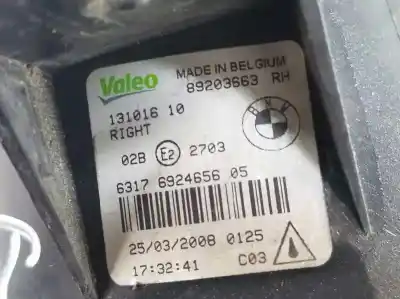 Valeo
MADE IN BELGIUM
89203663 RH
131016 10
RIGHT
BMW
02B E2 2703
6317 6924656 05
25/03/2008 0125
17:32:41 C03